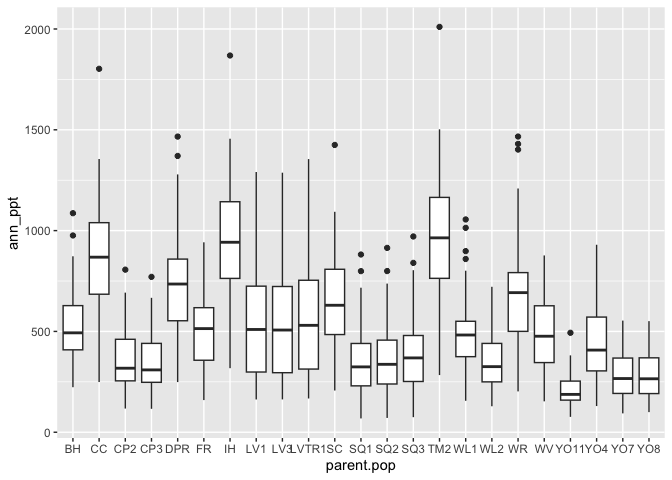 2000
1500
1000
500
0
ann_ppt
BH CC CP2 CP3 DPR FR IH LV1 LV3 LVTR1 SC SQ1 SQ2 SQ3 TM2 WL1 WL2 WR WV YO11 YO4 YO7 YO8
parent.pop